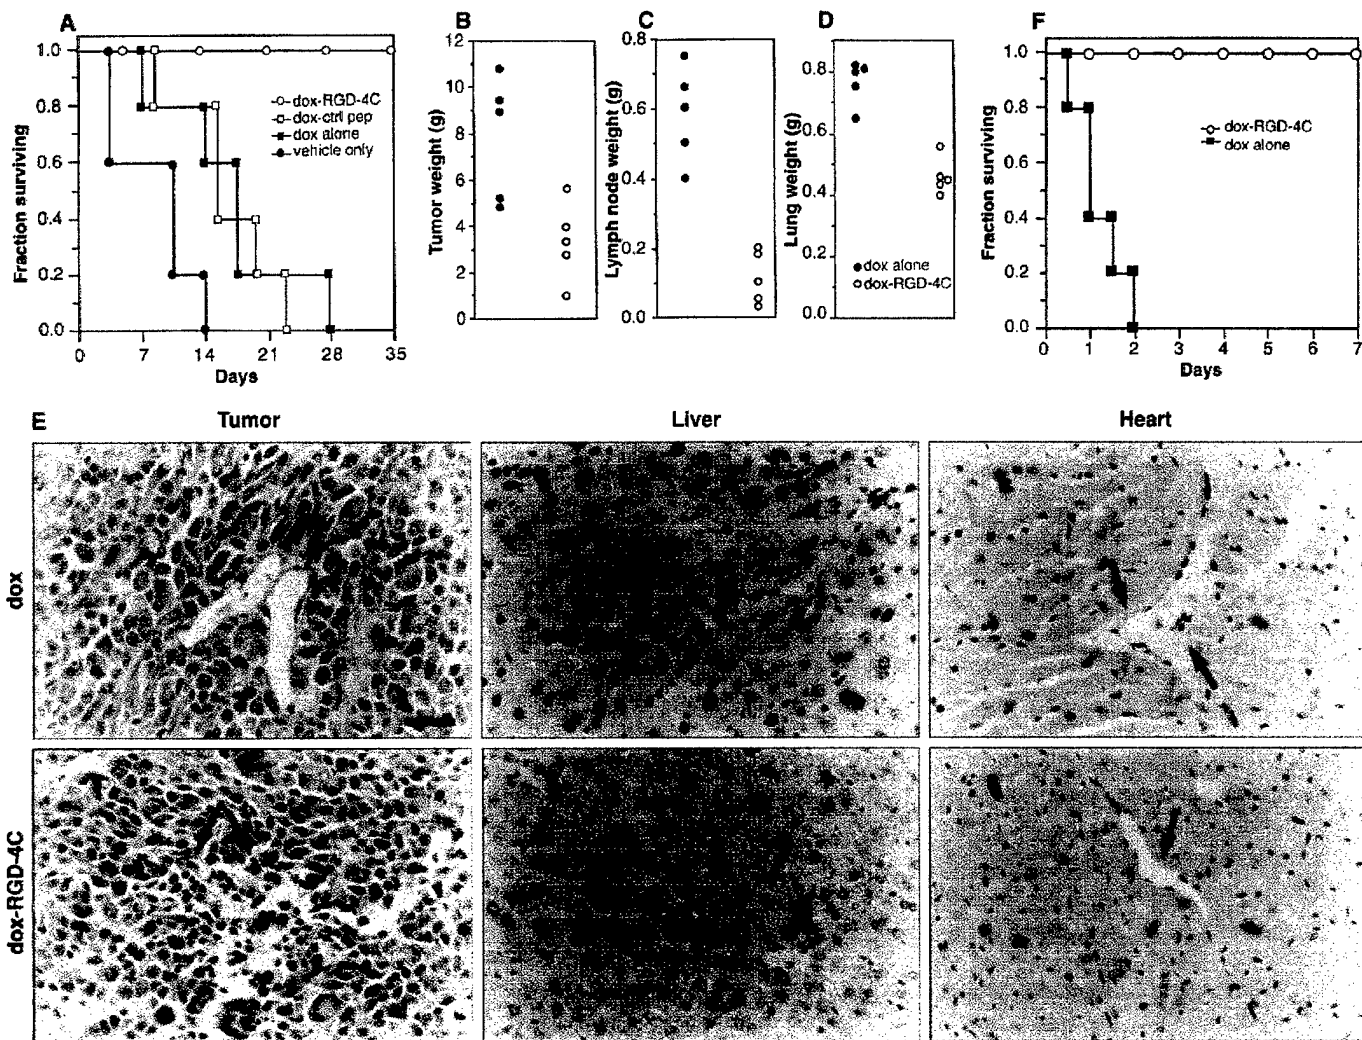 A
Fraction surviving
1.0
0.8
0.6
0.4
0.2
0.0
0 7 14 21 28 35
Days
dox-RGD-4C
dox-ctrl pep
dox alone
vehicle only
B
Tumor weight (g)
12
10
8
6
4
2
0
C
Lymph node weight (g)
0.8
0.6
0.4
0.2
0.0
D
Lung weight (g)
0.8
0.6
0.4
0.2
0.0
dox alone
dox-RGD-4C
F
Fraction surviving
1.0
0.8
0.6
0.4
0.2
0.0
0 1 2 3 4 5 6 7
Days
dox-RGD-4C
dox alone
E
Tumor Liver Heart
dox
dox-RGD-4C